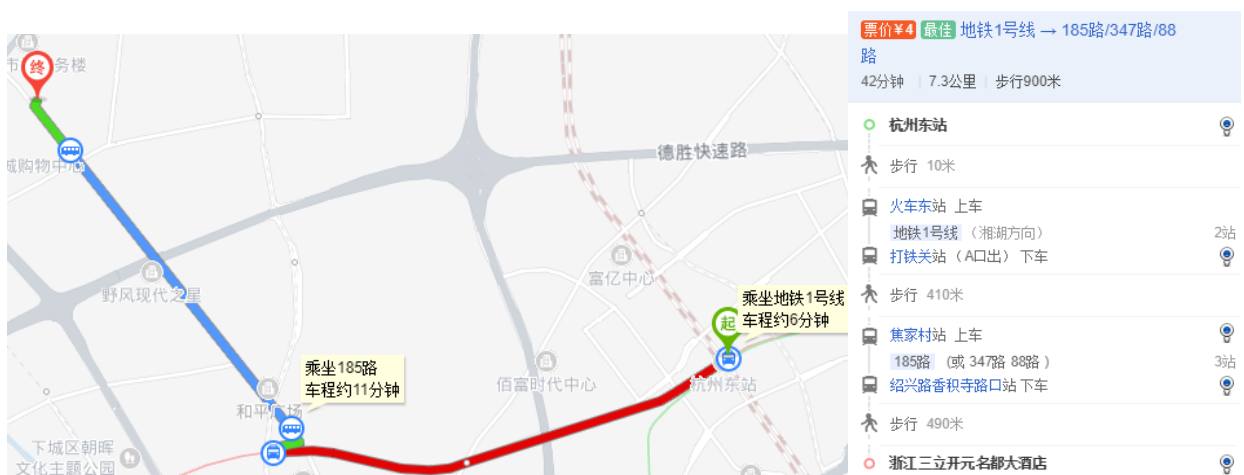 市
务楼
终
城购物中心
德胜快速路
富亿中心
野风现代之星
乘坐地铁1号线
车程约6分钟
起
乘坐185路
车程约11分钟
佰富时代中心
杭州东站
和平广场
下城区朝晖
文化主题公园
票价¥4 最佳 地铁1号线 → 185路/347路/88
路
42分钟 7.3公里 步行900米
杭州东站
步行 10米
火车东站 上车
地铁1号线 （湘湖方向） 2站
打铁关站 （A口出） 下车
步行 410米
焦家村站 上车
185路 (或 347路 88路 ) 3站
绍兴路香积寺路口站 下车
步行 490米
浙江三立开元名都大酒店